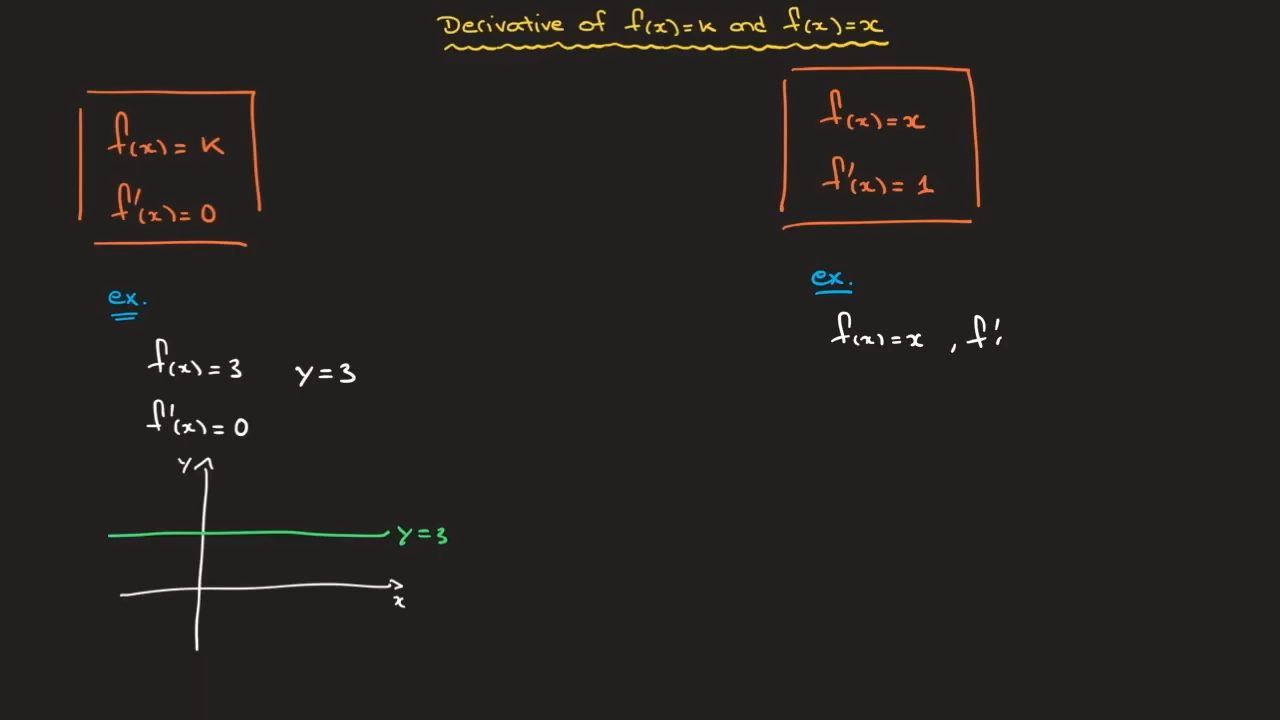 Derivative of f(x)=k and f(x)=x
f(x)=k
f'(x)=0
ex.
f(x)=3 y=3
f'(x)=0
y
y=3
x
f(x)=x
f'(x)=1
ex.
f(x)=x , f'(